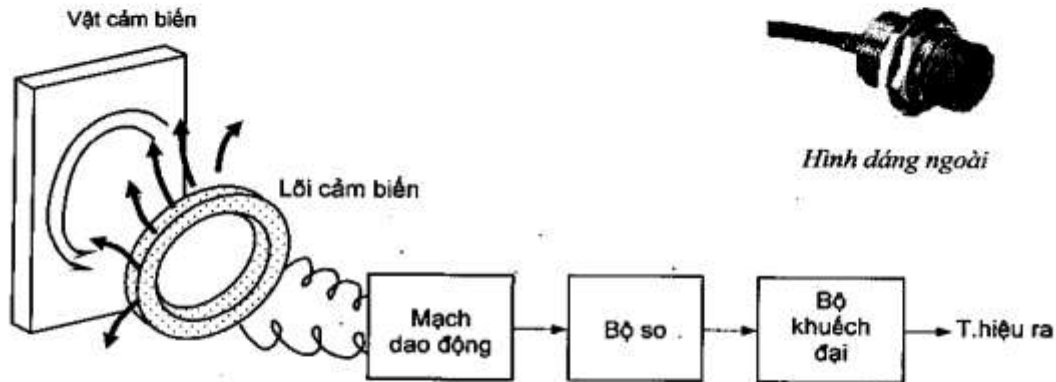 Vật cảm biến
Hình dáng ngoài
Lõi cảm biến
Mạch
dao động
Bộ so
Bộ
khuếch
đại
T.hiệu ra